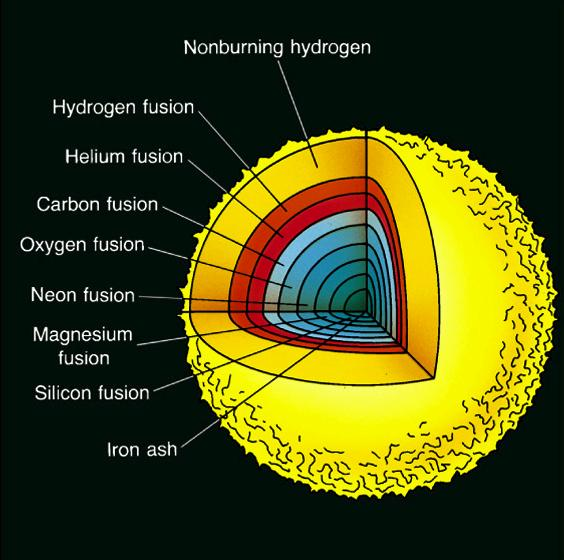 Nonburning hydrogen
Hydrogen fusion
Helium fusion
Carbon fusion
Oxygen fusion
Neon fusion
Magnesium
fusion
Silicon fusion
Iron ash